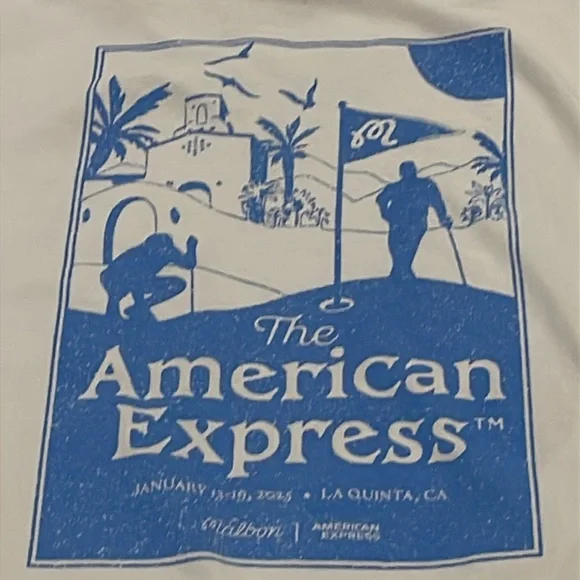 The
American
Express™
JANUARY 13-19, 2025 • LA QUINTA, CA
Malbon | AMERICAN
EXPRESS